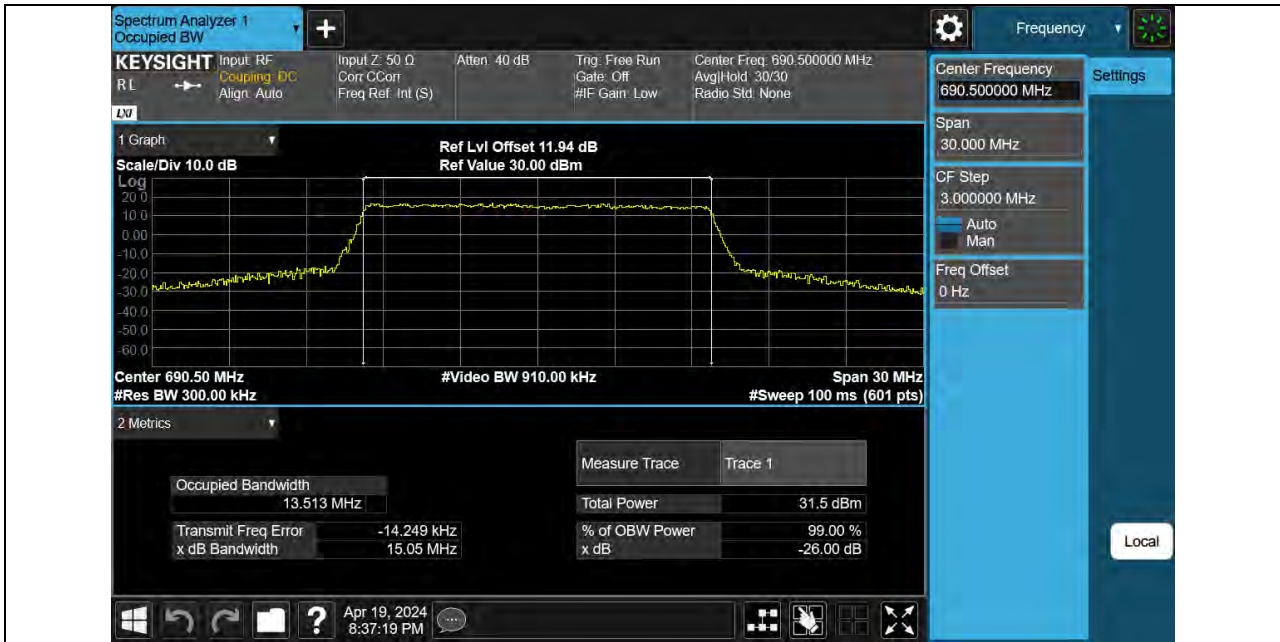 Spectrum Analyzer 1
Occupied BW
Frequency
KEYSIGHT
RL
LXI
Input: RF
Coupling: DC
Align: Auto
Input Z: 50 Ω
Corr CCorr
Freq Ref: Int (S)
Atten: 40 dB
Trig: Free Run
Gate: Off
#IF Gain: Low
Center Freq: 690.500000 MHz
Avg|Hold: 30/30
Radio Std: None
Center Frequency
690.500000 MHz
Settings
Span
30.000 MHz
CF Step
3.000000 MHz
Auto
Man
Freq Offset
0 Hz
1 Graph
Scale/Div 10.0 dB
Ref Lvl Offset 11.94 dB
Ref Value 30.00 dBm
Log
20.0
10.0
0.00
-10.0
-20.0
-30.0
-40.0
-50.0
-60.0
Center 690.50 MHz
#Video BW 910.00 kHz
Span 30 MHz
#Res BW 300.00 kHz
#Sweep 100 ms (601 pts)
2 Metrics
Measure Trace Trace 1
Occupied Bandwidth
13.513 MHz
Total Power 31.5 dBm
Transmit Freq Error -14.249 kHz
% of OBW Power 99.00 %
x dB Bandwidth 15.05 MHz
x dB -26.00 dB
Local
?
Apr 19, 2024
8:37:19 PM